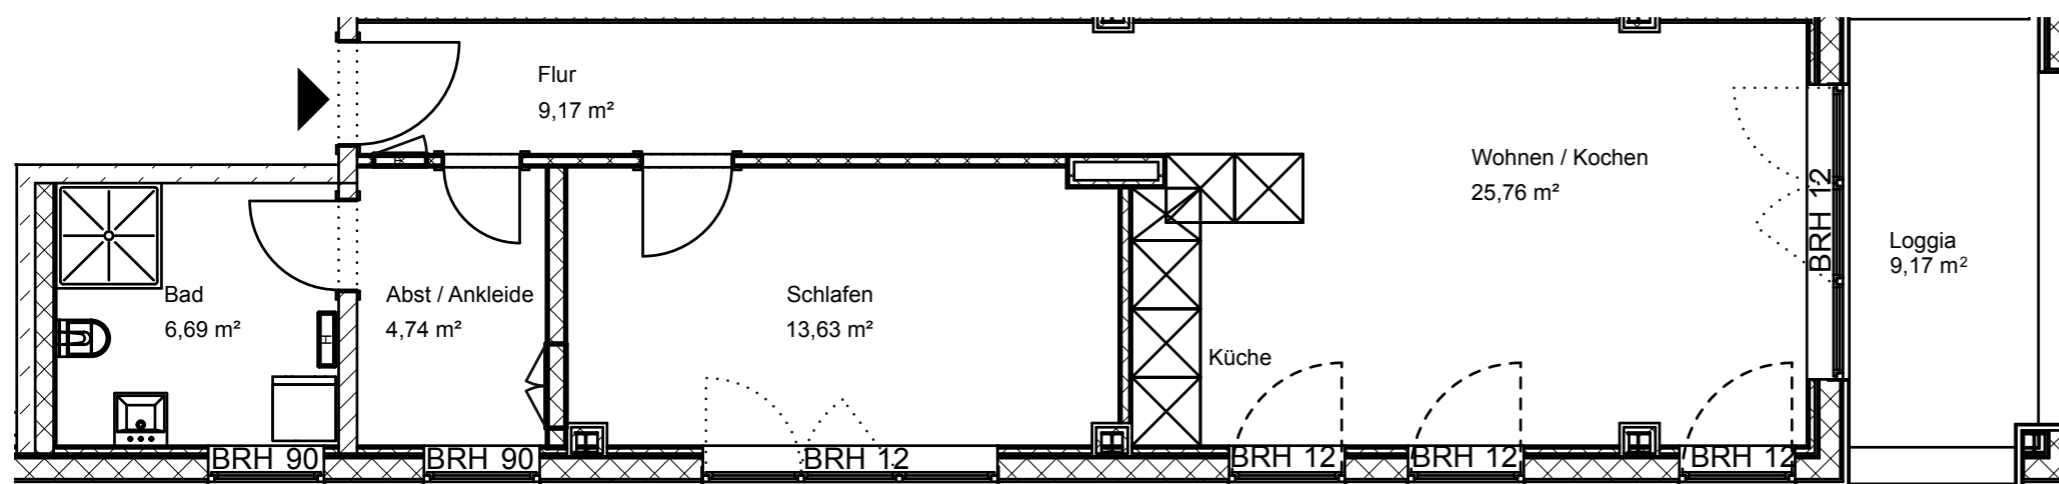 Flur
9,17 m²
Wohnen / Kochen
25,76 m²
BRH 12
Loggia
9,17 m²
Bad
6,69 m²
Abst / Ankleide
4,74 m²
Schlafen
13,63 m²
Küche
H
H
BRH 90
BRH 90
BRH 12
BRH 12
BRH 12
BRH 12